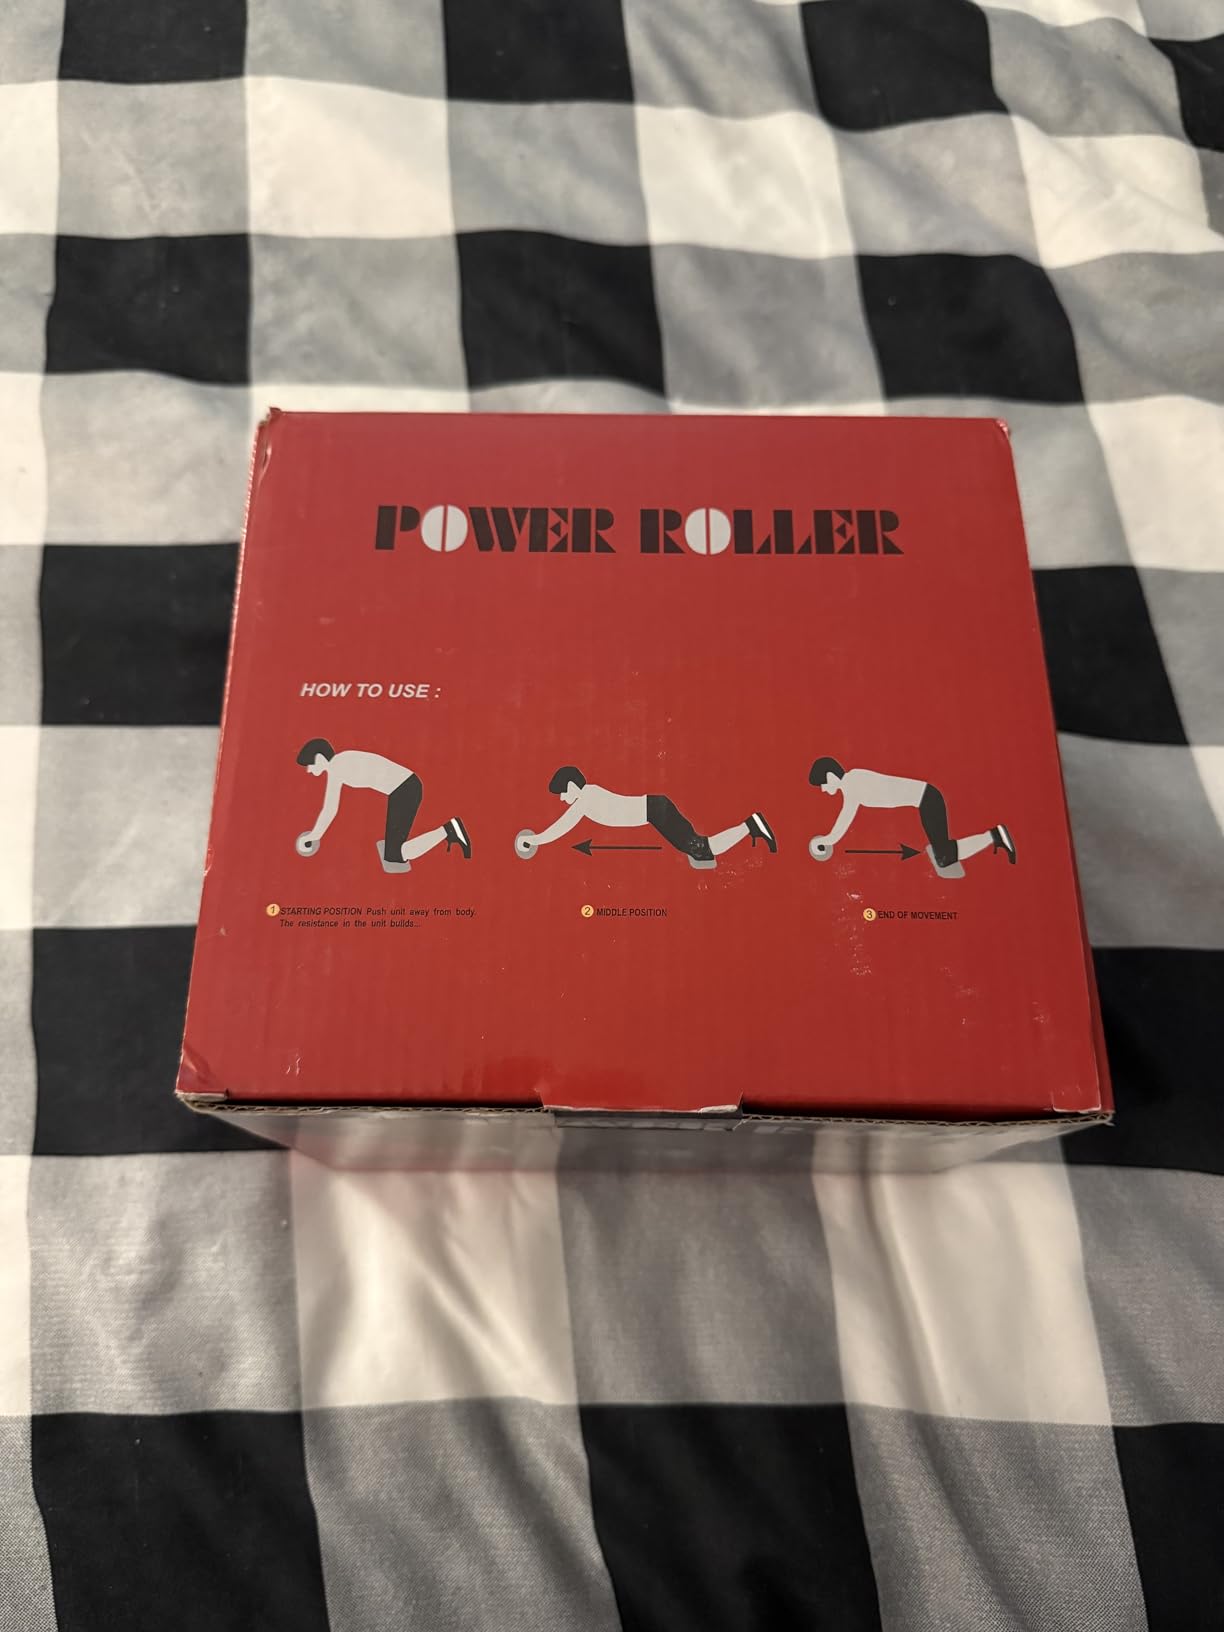 POWER ROLLER
HOW TO USE :
1 STARTING POSITION Push unit away from body.
The resistance in the unit builds...
2 MIDDLE POSITION
3 END OF MOVEMENT